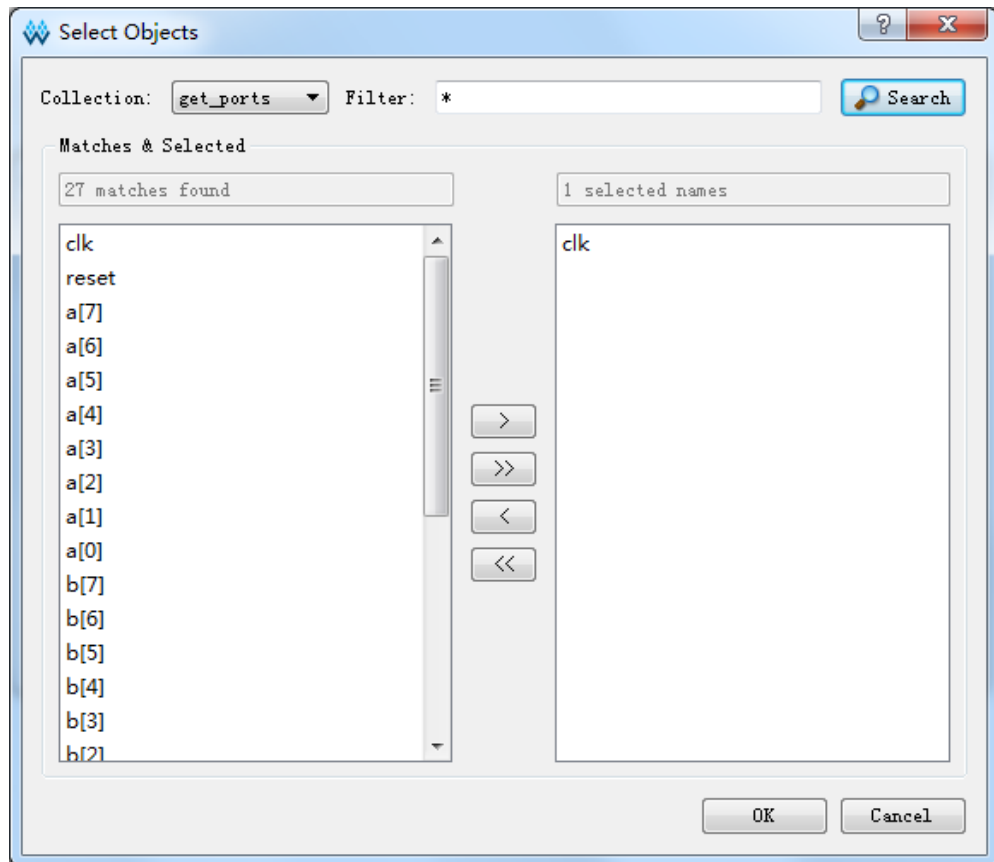 Select Objects
Collection: get_ports Filter: * Search
Matches & Selected
27 matches found
1 selected names
clk
reset
a[7]
a[6]
a[5]
a[4]
a[3]
a[2]
a[1]
a[0]
b[7]
b[6]
b[5]
b[4]
b[3]
b[2]
>
>>
<
<<
clk
OK Cancel